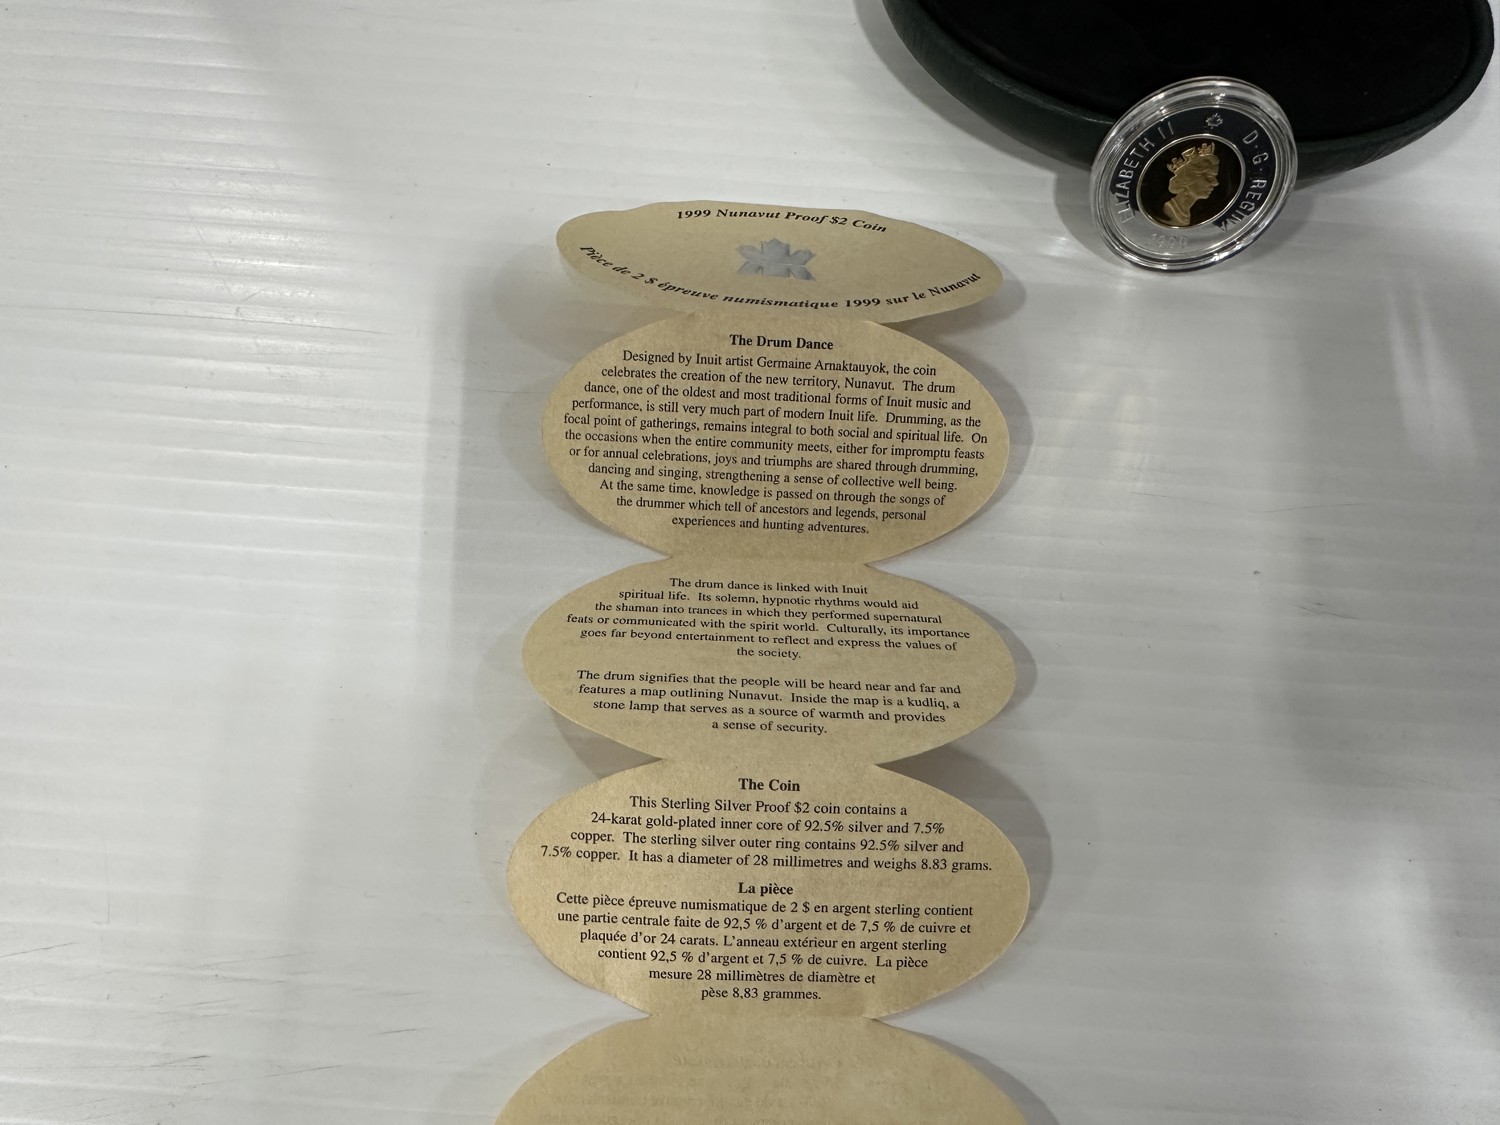 ELIZABETH II D·G·REGINA
1999
1999 Nunavut Proof $2 Coin
Pièce de 2 $ épreuve numismatique 1999 sur le Nunavut
The Drum Dance
Designed by Inuit artist Germaine Arnaktauyok, the coin
celebrates the creation of the new territory, Nunavut. The drum
dance, one of the oldest and most traditional forms of Inuit music and
performance, is still very much part of modern Inuit life. Drumming, as the
focal point of gatherings, remains integral to both social and spiritual life. On
the occasions when the entire community meets, either for impromptu feasts
or for annual celebrations, joys and triumphs are shared through drumming,
dancing and singing, strengthening a sense of collective well being.
At the same time, knowledge is passed on through the songs of
the drummer which tell of ancestors and legends, personal
experiences and hunting adventures.
The drum dance is linked with Inuit
spiritual life. Its solemn, hypnotic rhythms would aid
the shaman into trances in which they performed supernatural
feats or communicated with the spirit world. Culturally, its importance
goes far beyond entertainment to reflect and express the values of
the society.
The drum signifies that the people will be heard near and far and
features a map outlining Nunavut. Inside the map is a kudliq, a
stone lamp that serves as a source of warmth and provides
a sense of security.
The Coin
This Sterling Silver Proof $2 coin contains a
24-karat gold-plated inner core of 92.5% silver and 7.5%
copper. The sterling silver outer ring contains 92.5% silver and
7.5% copper. It has a diameter of 28 millimetres and weighs 8.83 grams.
La pièce
Cette pièce épreuve numismatique de 2 $ en argent sterling contient
une partie centrale faite de 92,5 % d'argent et de 7,5 % de cuivre et
plaquée d'or 24 carats. L'anneau extérieur en argent sterling
contient 92,5 % d'argent et 7,5 % de cuivre. La pièce
mesure 28 millimètres de diamètre et
pèse 8,83 grammes.